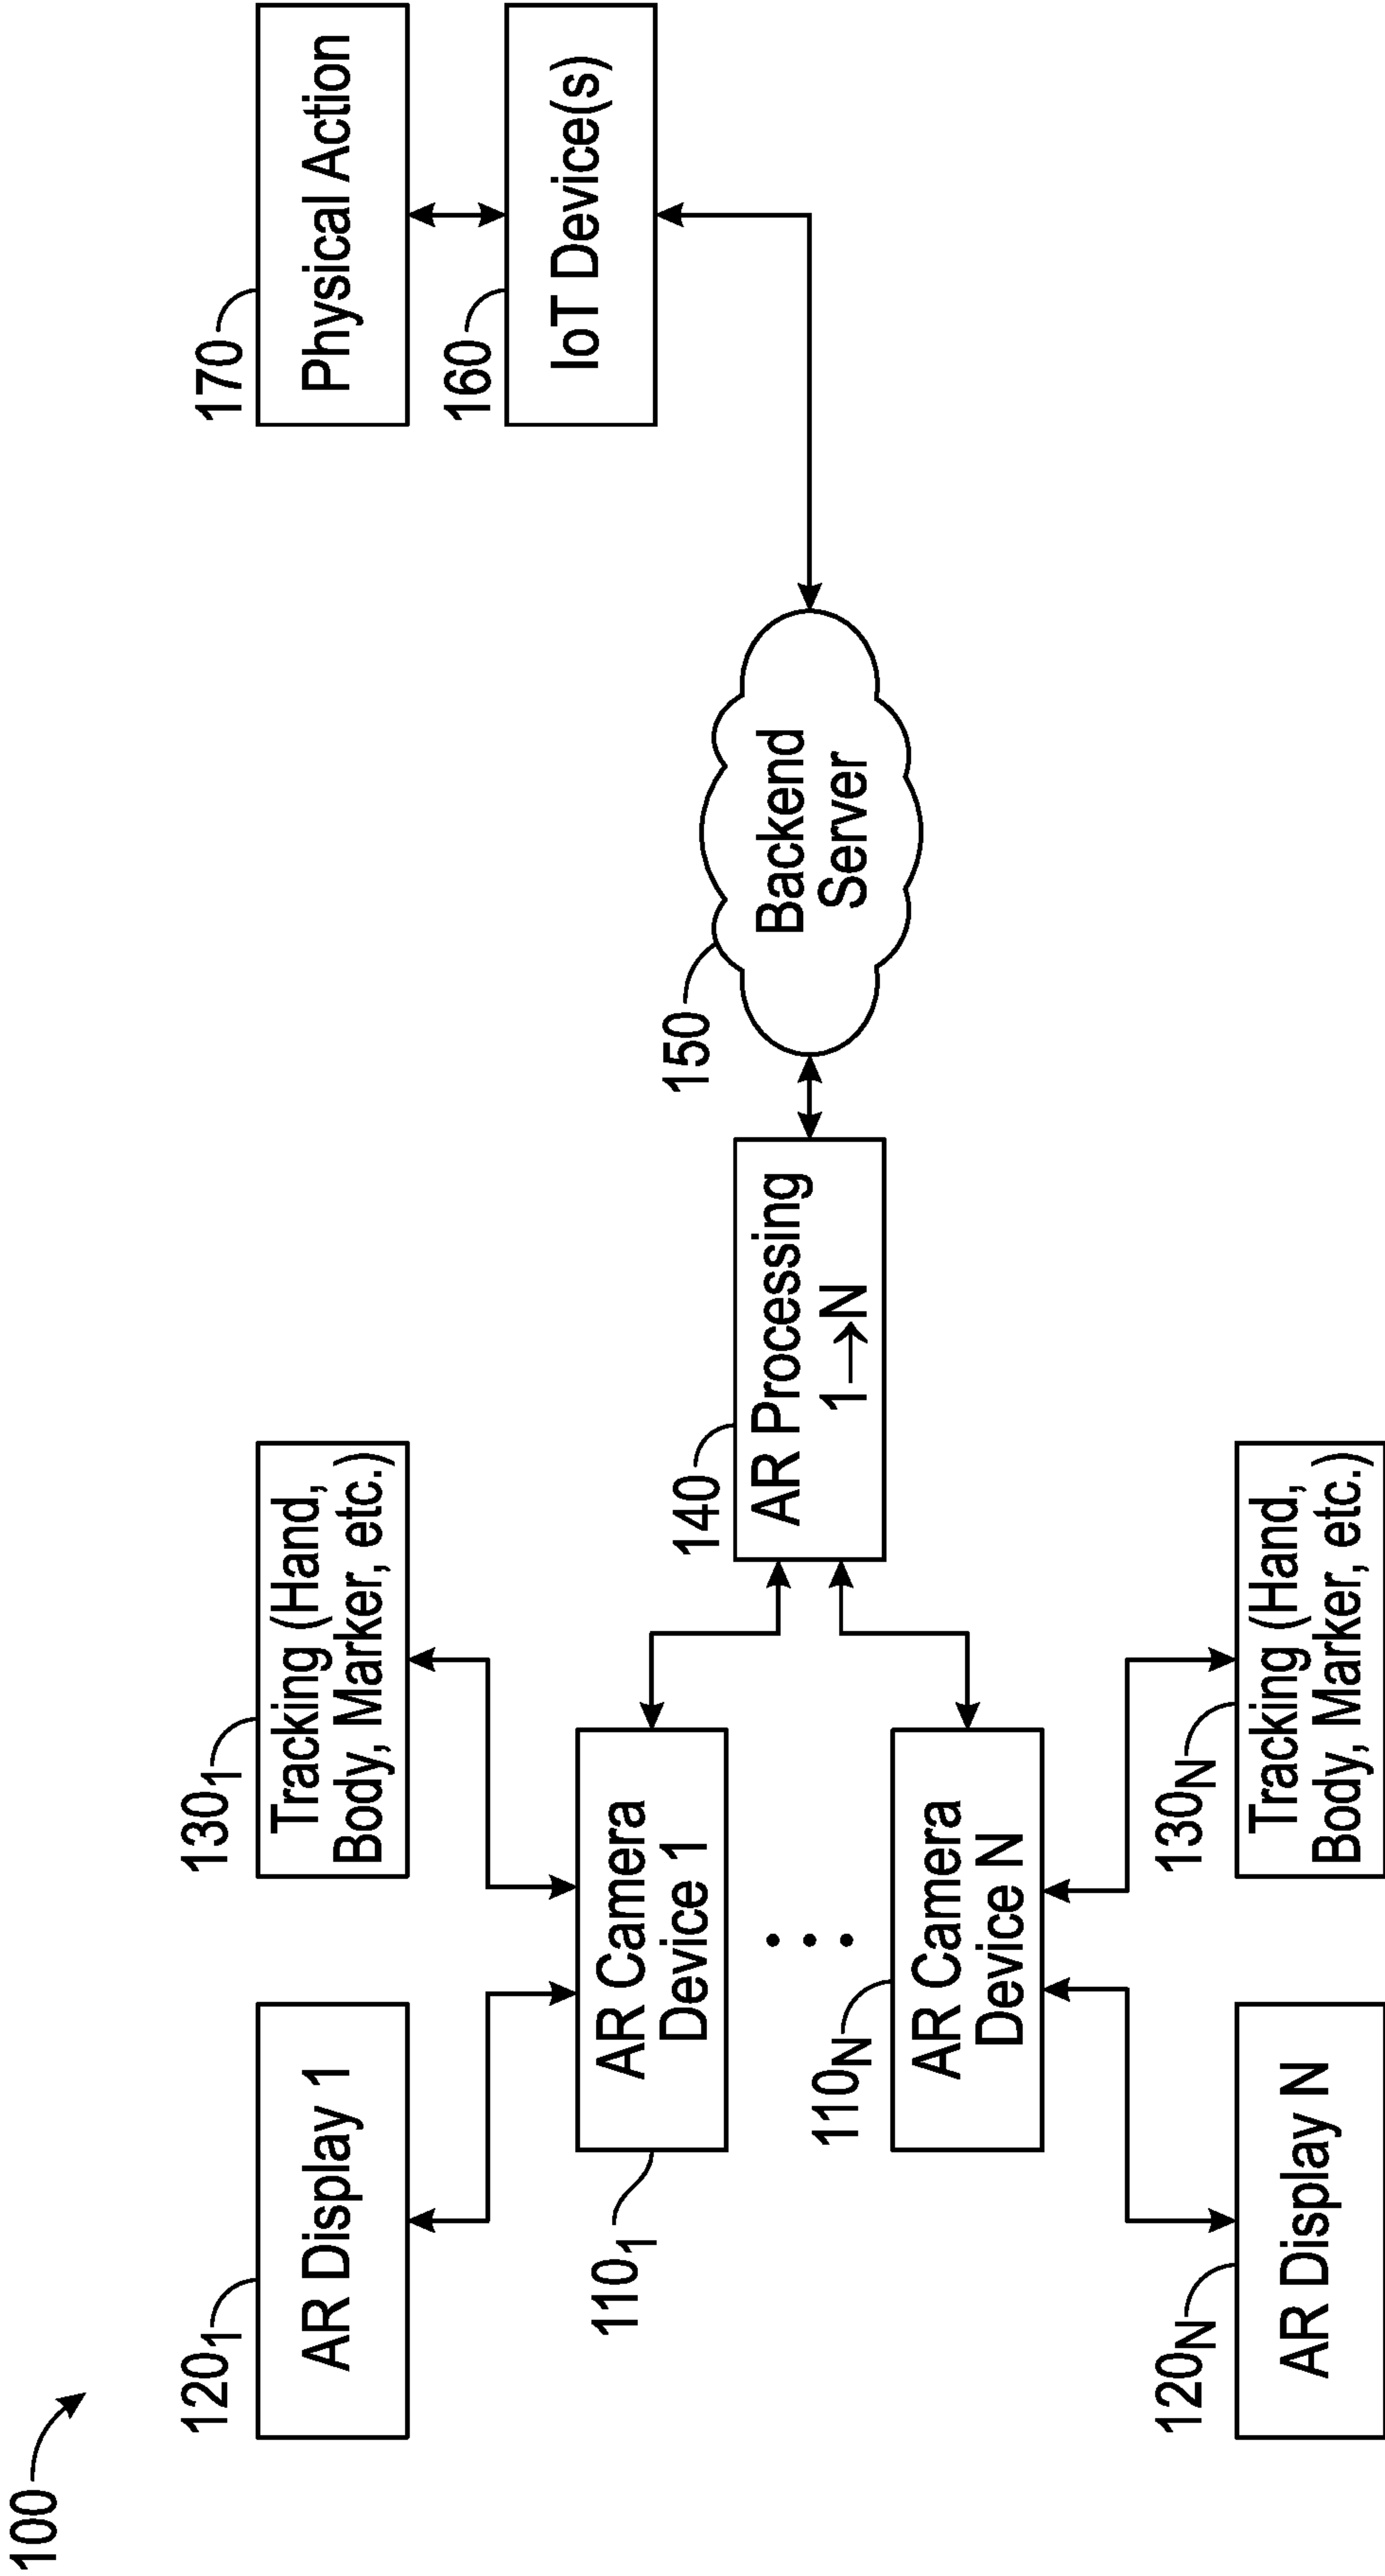 100
120₁
AR Display 1
130₁
Tracking (Hand,
Body, Marker, etc.)
170
Physical Action
160
IoT Device(s)
110₁
AR Camera
Device 1
140
AR Processing
1→N
150
Backend
Server
110ₙ
AR Camera
Device N
120ₙ
AR Display N
130ₙ
Tracking (Hand,
Body, Marker, etc.)